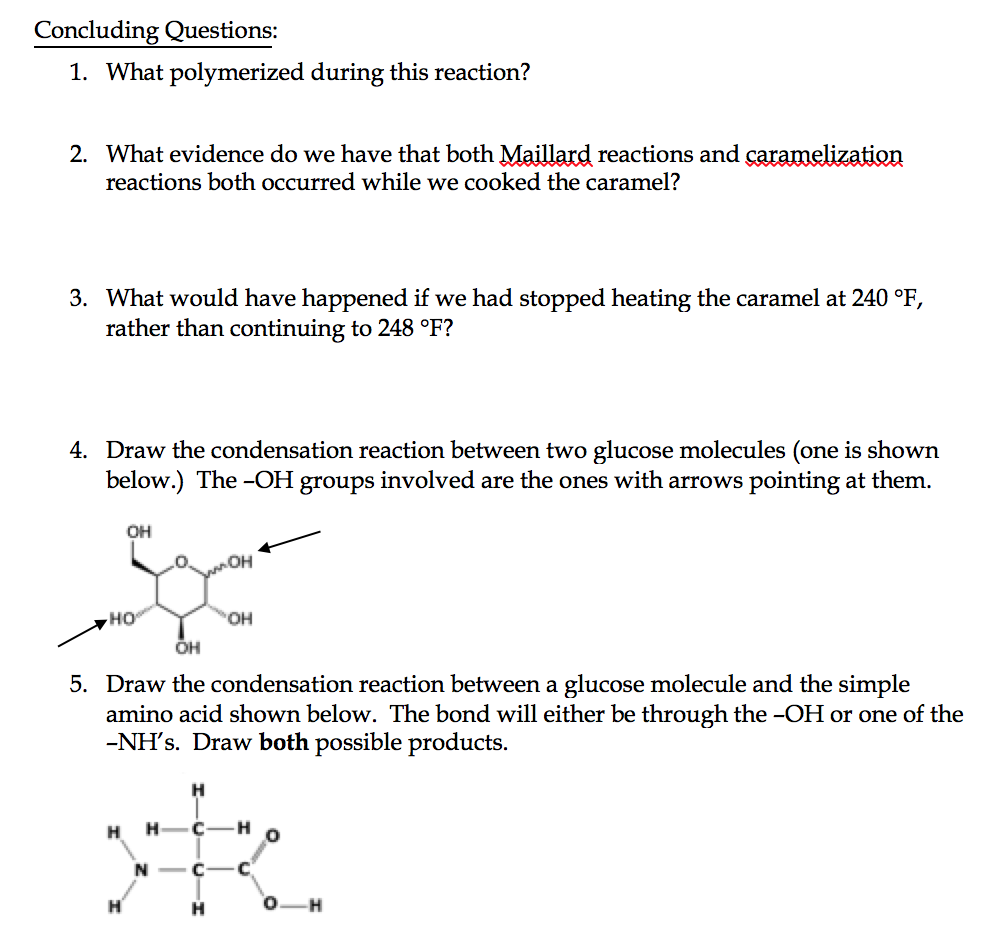 Concluding Questions:
1. What polymerized during this reaction?
2. What evidence do we have that both Maillard reactions and caramelization
reactions both occurred while we cooked the caramel?
3. What would have happened if we had stopped heating the caramel at 240 °F,
rather than continuing to 248 °F?
4. Draw the condensation reaction between two glucose molecules (one is shown
below.) The –OH groups involved are the ones with arrows pointing at them.
OH
O OH
HO OH
OH
5. Draw the condensation reaction between a glucose molecule and the simple
amino acid shown below. The bond will either be through the –OH or one of the
–NH's. Draw both possible products.
H
H H C H O
N C C
H H O H